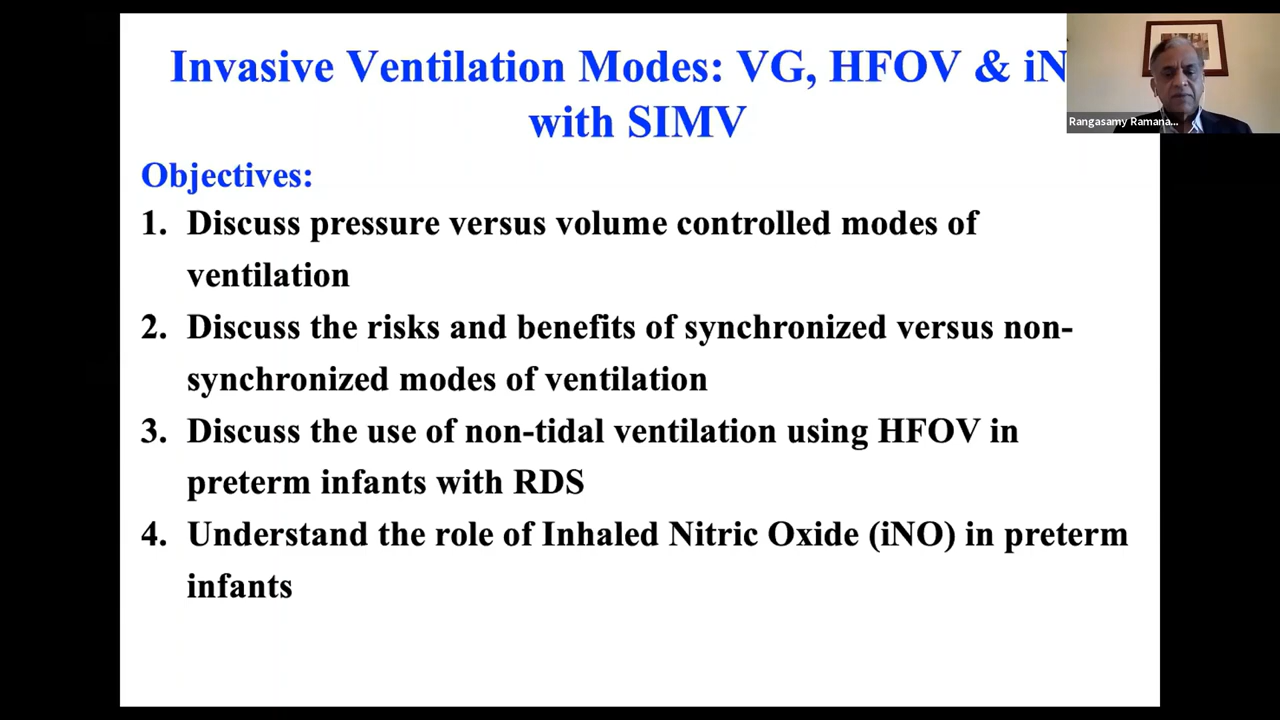 Invasive Ventilation Modes: VG, HFOV & iN
with SIMV
Rangasamy Ramana...
Objectives:
1. Discuss pressure versus volume controlled modes of
ventilation
2. Discuss the risks and benefits of synchronized versus non-
synchronized modes of ventilation
3. Discuss the use of non-tidal ventilation using HFOV in
preterm infants with RDS
4. Understand the role of Inhaled Nitric Oxide (iNO) in preterm
infants